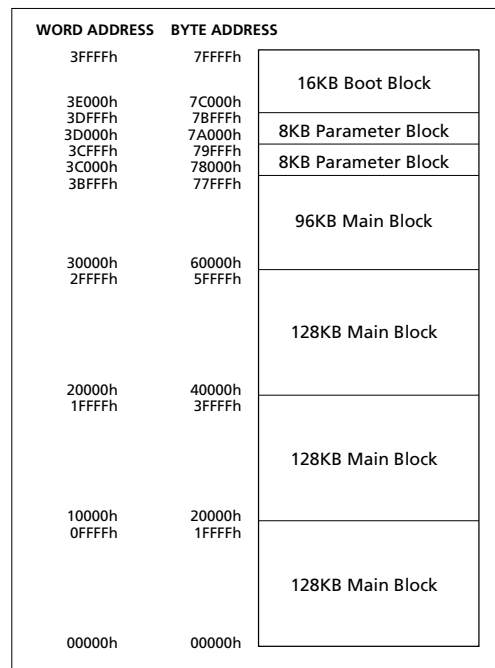 WORD ADDRESS BYTE ADDRESS
3FFFFh 7FFFFh
16KB Boot Block
3E000h 7C000h
3DFFFh 7BFFFh
8KB Parameter Block
3D000h 7A000h
3CFFFh 79FFFh
8KB Parameter Block
3C000h 78000h
3BFFFh 77FFFh
96KB Main Block
30000h 60000h
2FFFFh 5FFFFh
128KB Main Block
20000h 40000h
1FFFFh 3FFFFh
128KB Main Block
10000h 20000h
0FFFFh 1FFFFh
128KB Main Block
00000h 00000h